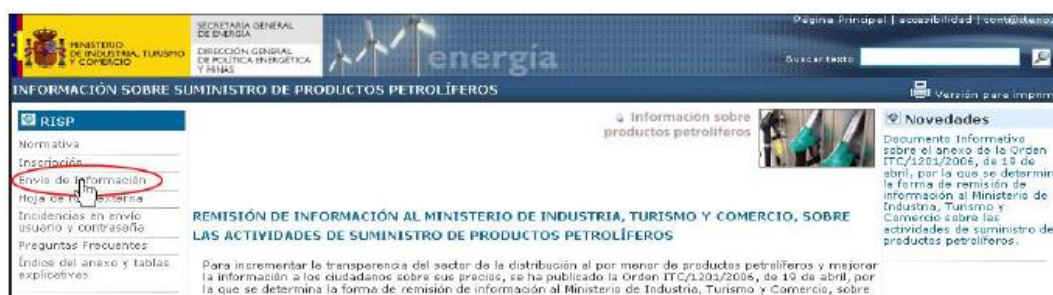 MINISTERIO
DE INDUSTRIA, TURISMO
Y COMERCIO
SECRETARÍA GENERAL
DE ENERGÍA
DIRECCIÓN GENERAL
DE POLÍTICA ENERGÉTICA
Y MINAS
energía
Página Principal | accesibilidad |
Buscar texto
INFORMACIÓN SOBRE SUMINISTRO DE PRODUCTOS PETROLÍFEROS
Versión para imprim
RISP
Normativa
Inscripción
Envío de Información
Hoja de
Incidencias en envío
usuario y contraseña
Preguntas Frecuentes
Índice del anexo y tablas
explicativas
Información sobre
productos petrolíferos
REMISIÓN DE INFORMACIÓN AL MINISTERIO DE INDUSTRIA, TURISMO Y COMERCIO, SOBRE
LAS ACTIVIDADES DE SUMINISTRO DE PRODUCTOS PETROLÍFEROS
Para incrementar la transparencia del sector de la distribución al por menor de productos petrolíferos y mejorar
la información a los ciudadanos sobre sus precios, se ha publicado la Orden ITC/1201/2006, de 19 de abril, por
la que se determina la forma de remisión de información al Ministerio de Industria, Turismo y Comercio, sobre
Novedades
Documento Informativo
sobre el anexo de la Orden
ITC/1201/2006, de 19 de
abril, por la que se determin
la forma de remisión de
información al Ministerio de
Industria, Turismo y
Comercio sobre las
actividades de suministro de
productos petrolíferos.